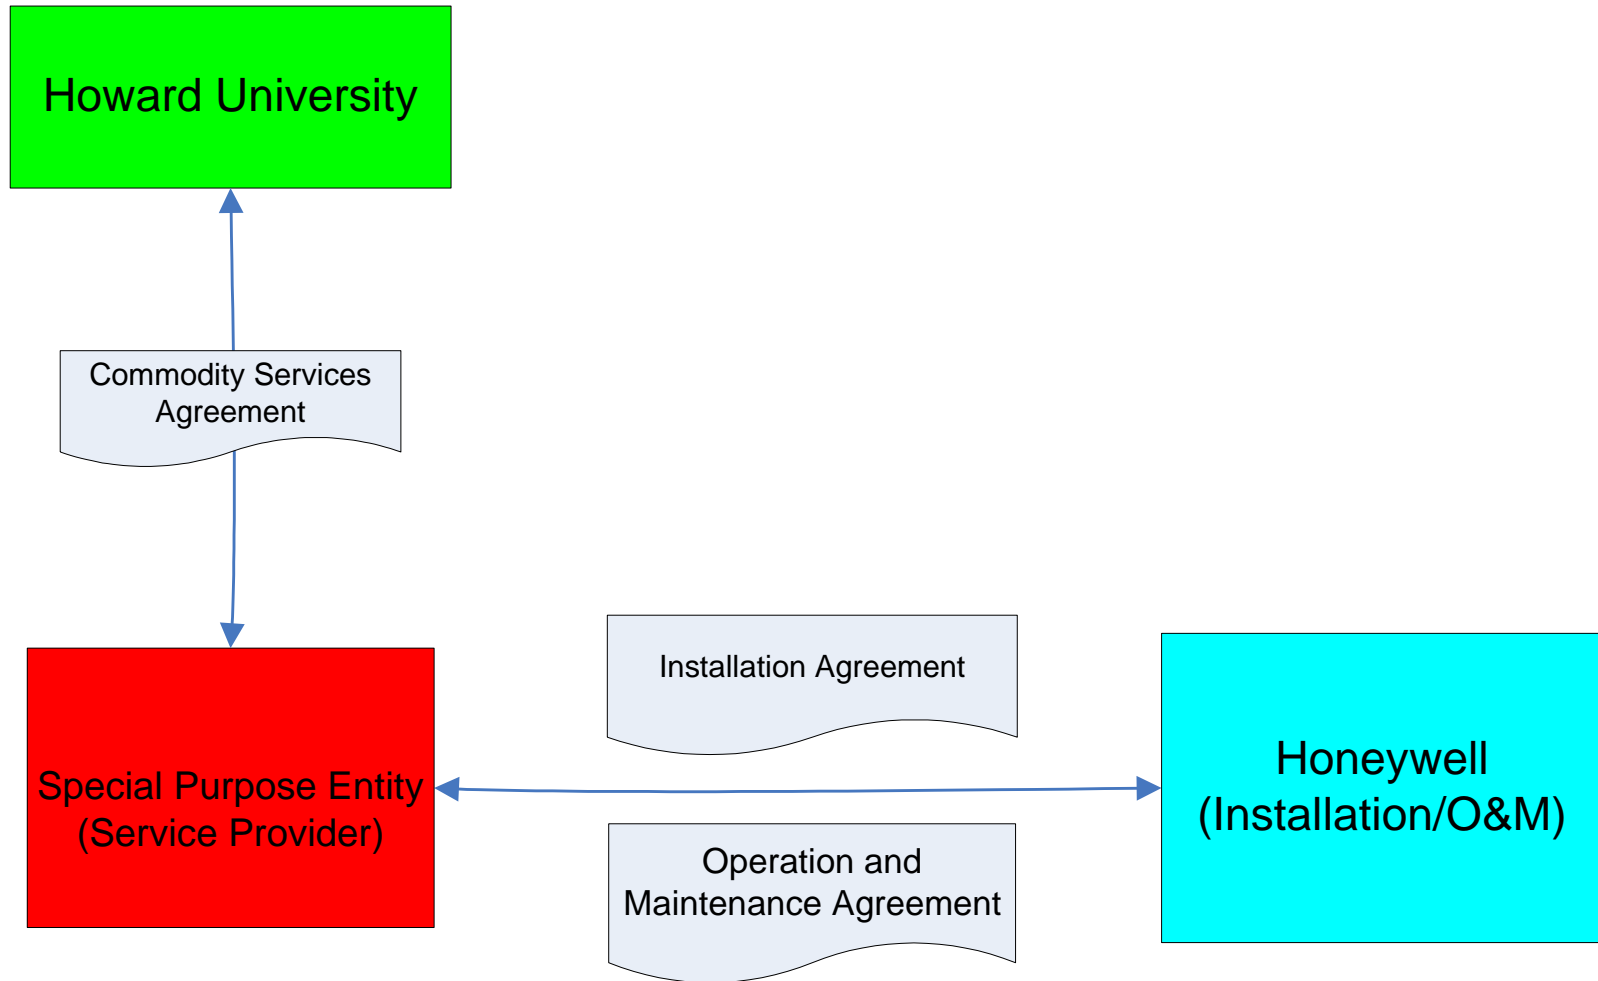 Howard University
Commodity Services
Agreement
Installation Agreement
Special Purpose Entity
(Service Provider)
Honeywell
(Installation/O&M)
Operation and
Maintenance Agreement